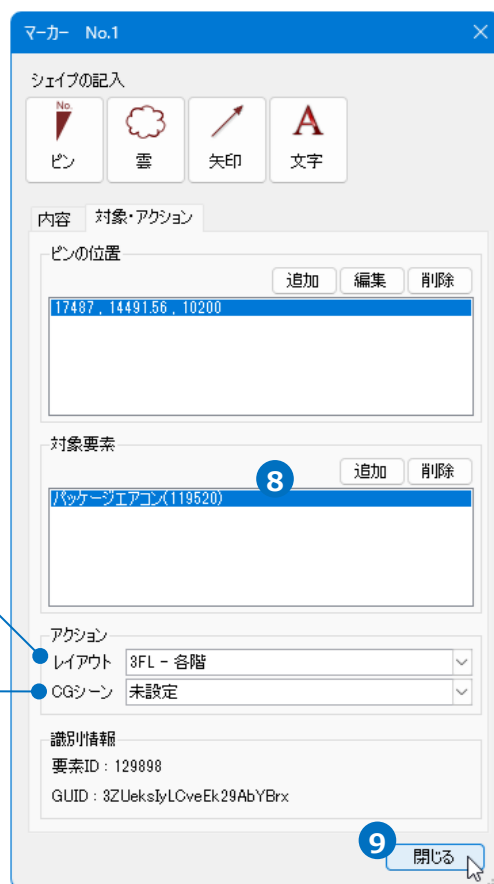 マーカー No.1
シェイプの記入
No.
ピン 雲 矢印 A 文字
内容 対象・アクション
ピンの位置
追加 編集 削除
17487 , 14491.56 , 10200
対象要素
8
追加 削除
パッケージエアコン(119520)
アクション
レイアウト 3FL - 各階
CGシーン 未設定
識別情報
要素ID : 129898
GUID : 3ZUeksIyLCveEk29AbYBrx
9
閉じる